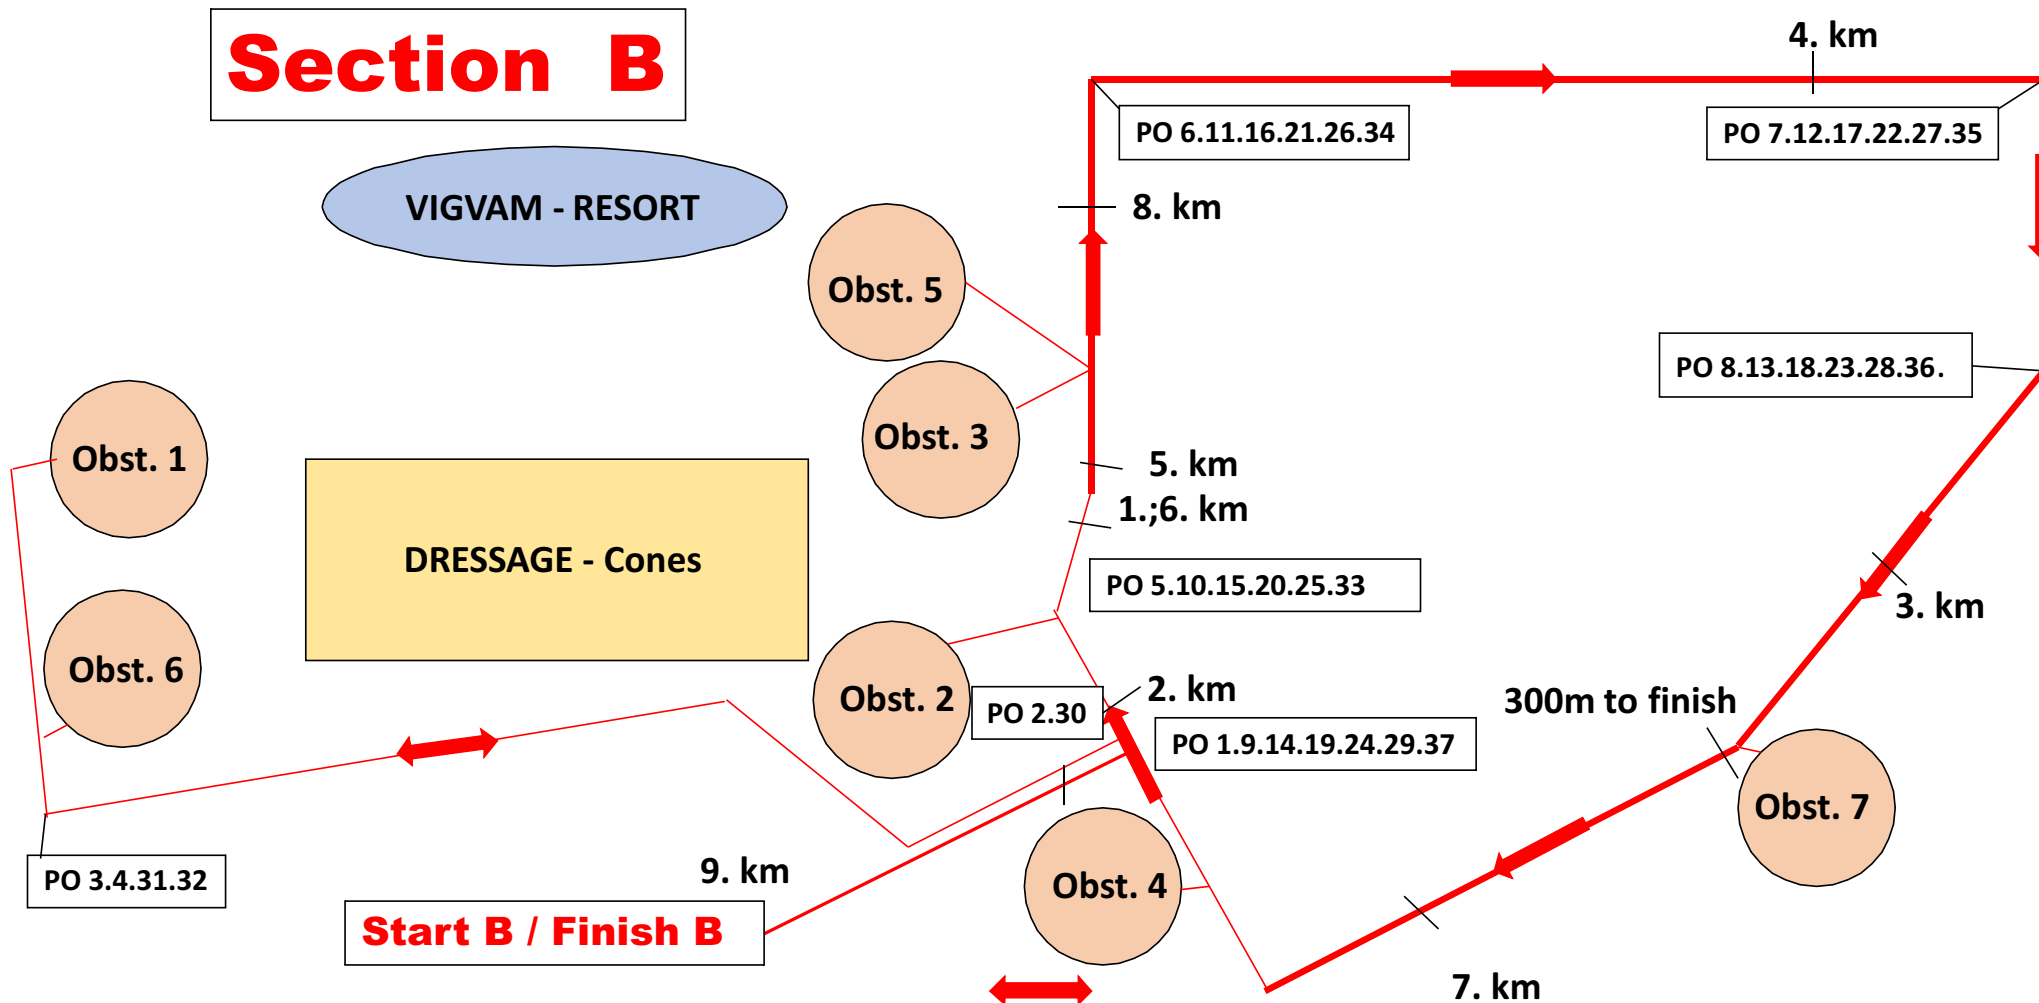 Section B
4. km
PO 6.11.16.21.26.34
PO 7.12.17.22.27.35
VIGVAM - RESORT
8. km
Obst. 5
PO 8.13.18.23.28.36.
Obst. 3
Obst. 1
5. km
1.;6. km
DRESSAGE - Cones
PO 5.10.15.20.25.33
3. km
Obst. 6
Obst. 2
2. km
300m to finish
PO 2.30
PO 1.9.14.19.24.29.37
Obst. 7
9. km
PO 3.4.31.32
Obst. 4
Start B / Finish B
7. km